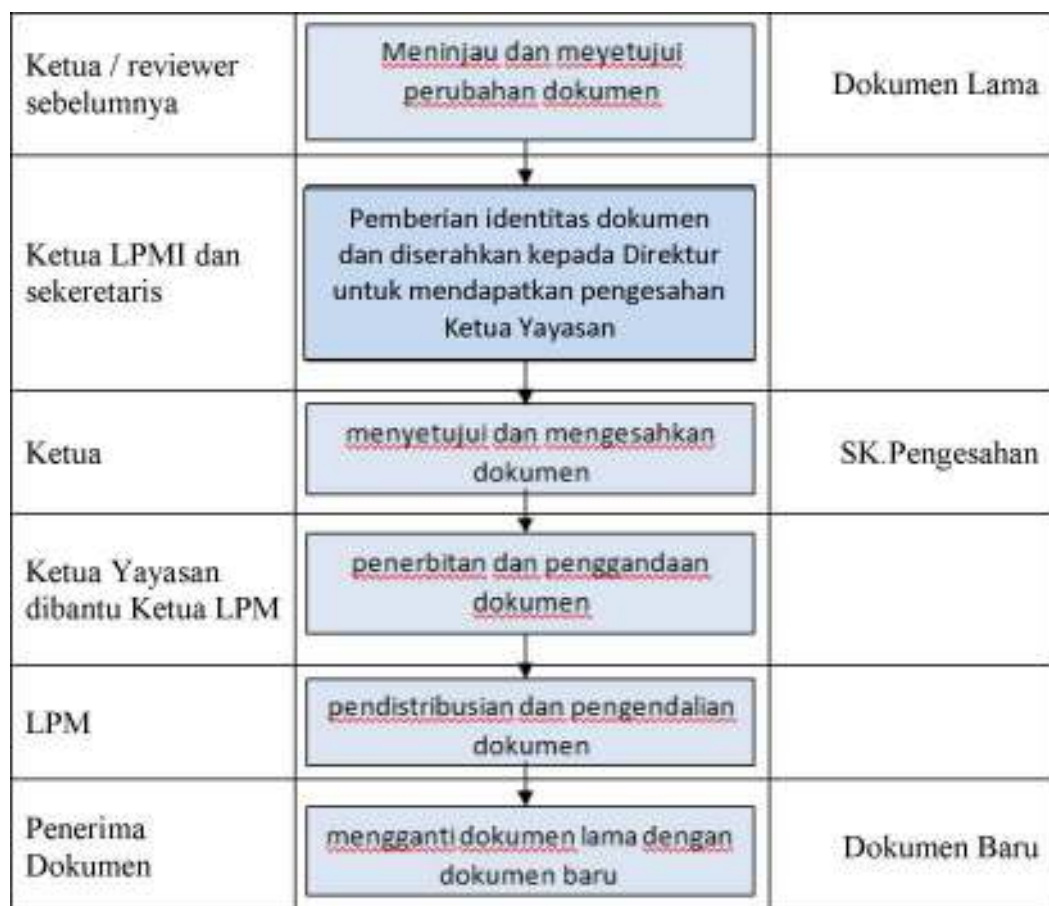 Ketua / reviewer
sebelumnya
Meninjau dan meyetujui
perubahan dokumen
Dokumen Lama
Ketua LPMI dan
sekeretaris
Pemberian identitas dokumen
dan diserahkan kepada Direktur
untuk mendapatkan pengesahan
Ketua Yayasan
Ketua
menyetujui dan mengesahkan
dokumen
SK.Pengesahan
Ketua Yayasan
dibantu Ketua LPM
penerbitan dan penggandaan
dokumen
LPM
pendistribusian dan pengendalian
dokumen
Penerima
Dokumen
mengganti dokumen lama dengan
dokumen baru
Dokumen Baru